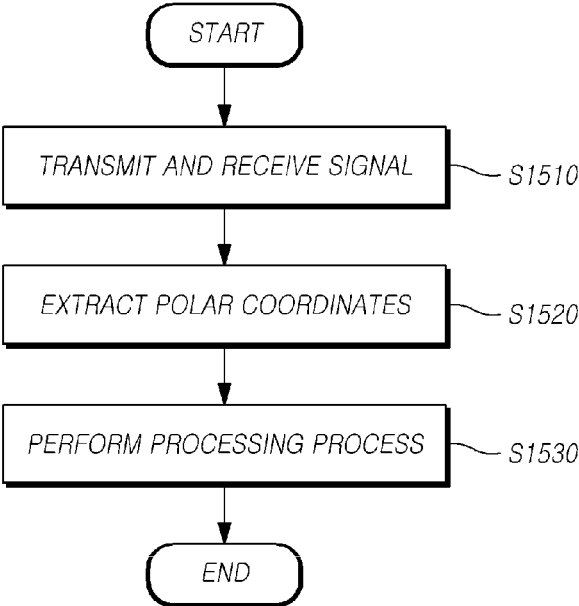 START
TRANSMIT AND RECEIVE SIGNAL
S1510
EXTRACT POLAR COORDINATES
S1520
PERFORM PROCESSING PROCESS
S1530
END